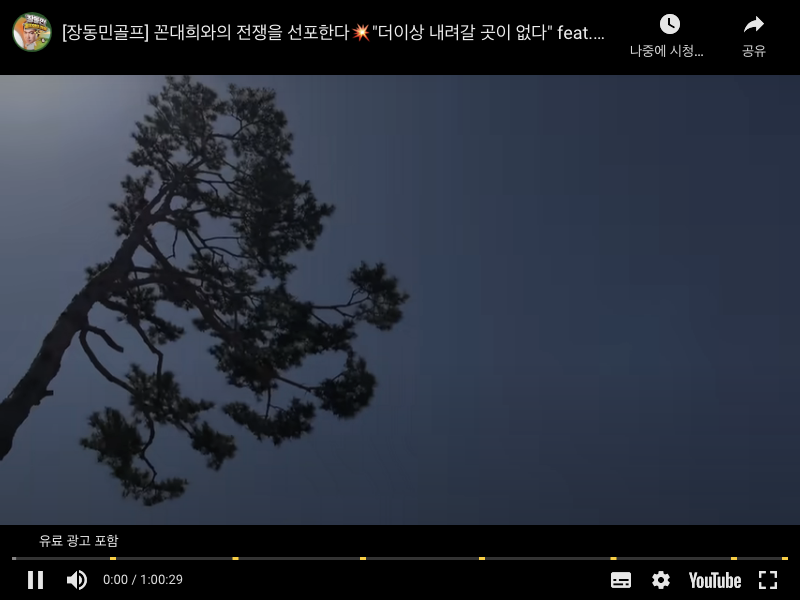 [장동민골프] 꼰대희와의 전쟁을 선포한다💥"더이상 내려갈 곳이 없다" feat....
나중에 시청...
공유
유료 광고 포함
0:00 / 1:00:29
YouTube